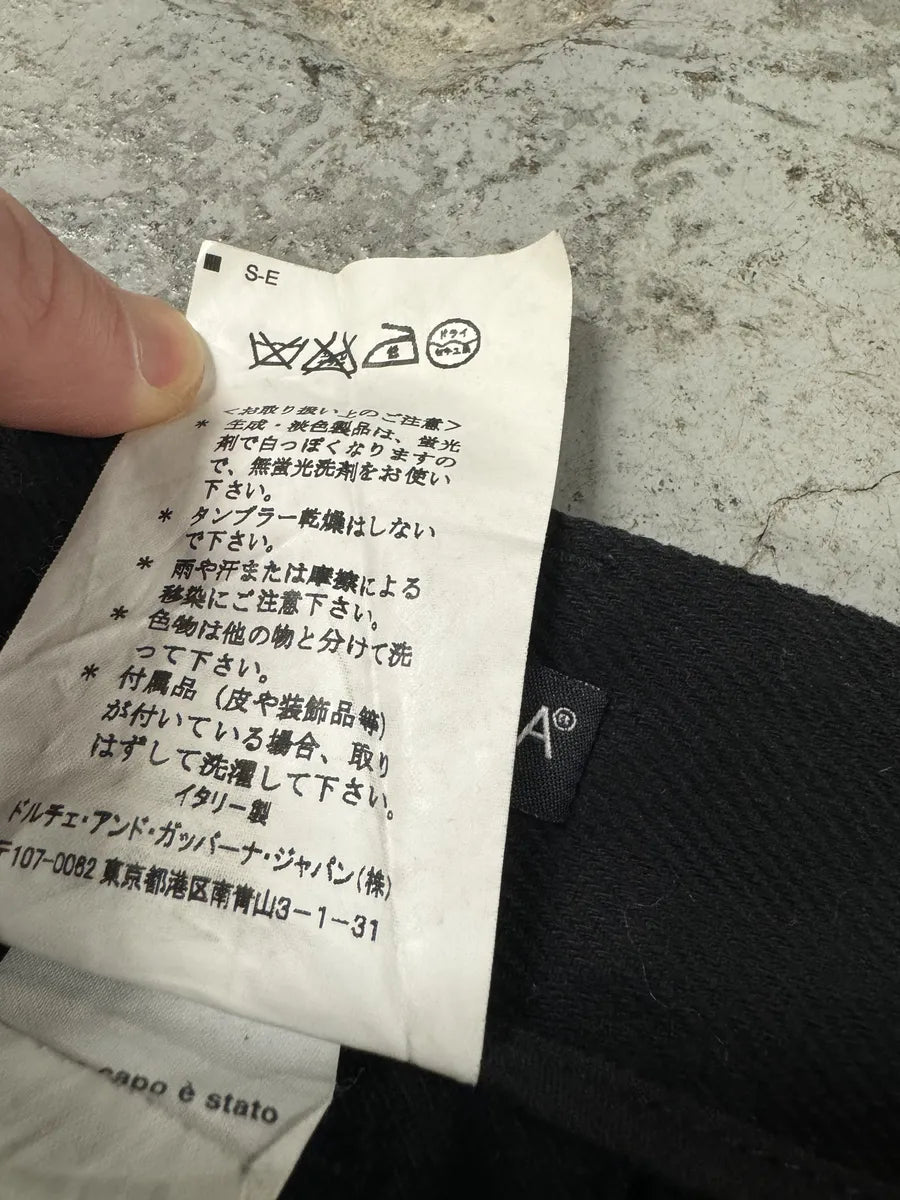 S-E
ドライ
<お取り扱い上のご注意>
* 生成・淡色製品は、蛍光
剤で白っぽくなりますの
で、無蛍光洗剤をお使い
下さい。
* タンブラー乾燥はしない
で下さい。
* 雨や汗または摩擦による
移染にご注意下さい。
* 色物は他の物と分けて洗
って下さい。
* 付属品（皮や装飾品等）
が付いている場合、取り
はずして洗濯して下さい。
イタリー製
ドルチェ・アンド・ガッバーナ・ジャパン(株)
〒107-0062 東京都港区南青山3-1-31
A®
capo è stato